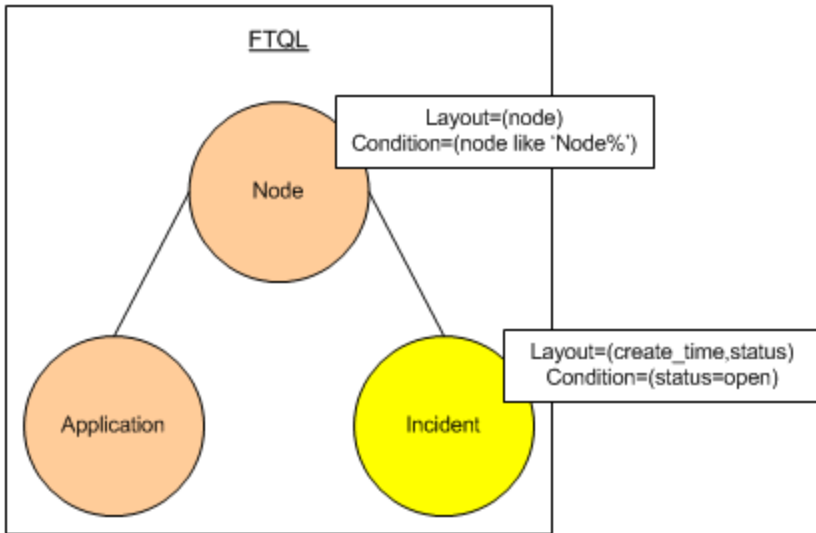 FTQL
Layout=(node)
Condition=(node like ‘Node%’)
Node
Layout=(create_time,status)
Condition=(status=open)
Application
Incident